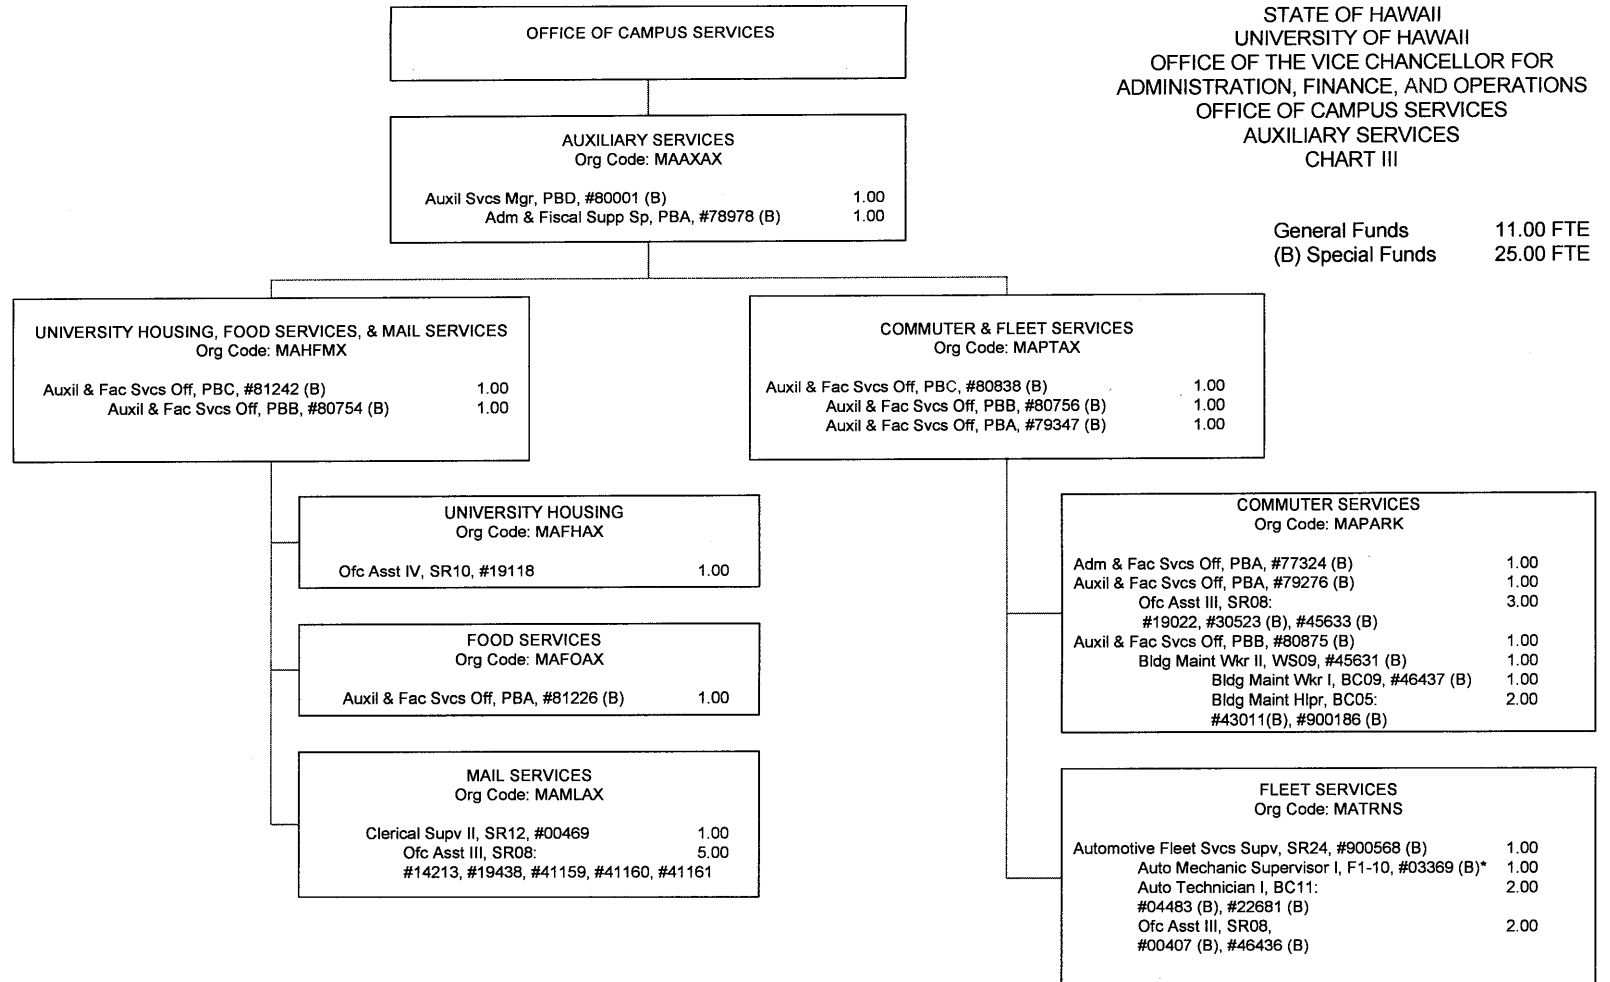 STATE OF HAWAII
UNIVERSITY OF HAWAII
OFFICE OF THE VICE CHANCELLOR FOR
ADMINISTRATION, FINANCE, AND OPERATIONS
OFFICE OF CAMPUS SERVICES
AUXILIARY SERVICES
CHART III
General Funds 11.00 FTE
(B) Special Funds 25.00 FTE
OFFICE OF CAMPUS SERVICES
AUXILIARY SERVICES
Org Code: MAAXAX
Auxil Svcs Mgr, PBD, #80001 (B) 1.00
Adm & Fiscal Supp Sp, PBA, #78978 (B) 1.00
UNIVERSITY HOUSING, FOOD SERVICES, & MAIL SERVICES
Org Code: MAHFMX
Auxil & Fac Svcs Off, PBC, #81242 (B) 1.00
Auxil & Fac Svcs Off, PBB, #80754 (B) 1.00
UNIVERSITY HOUSING
Org Code: MAFHAX
Ofc Asst IV, SR10, #19118 1.00
FOOD SERVICES
Org Code: MAFOAX
Auxil & Fac Svcs Off, PBA, #81226 (B) 1.00
MAIL SERVICES
Org Code: MAMLAX
Clerical Supv II, SR12, #00469 1.00
Ofc Asst III, SR08: 5.00
#14213, #19438, #41159, #41160, #41161
COMMUTER & FLEET SERVICES
Org Code: MAPTAX
Auxil & Fac Svcs Off, PBC, #80838 (B) 1.00
Auxil & Fac Svcs Off, PBB, #80756 (B) 1.00
Auxil & Fac Svcs Off, PBA, #79347 (B) 1.00
COMMUTER SERVICES
Org Code: MAPARK
Adm & Fac Svcs Off, PBA, #77324 (B) 1.00
Auxil & Fac Svcs Off, PBA, #79276 (B) 1.00
Ofc Asst III, SR08: 3.00
#19022, #30523 (B), #45633 (B)
Auxil & Fac Svcs Off, PBB, #80875 (B) 1.00
Bldg Maint Wkr II, WS09, #45631 (B) 1.00
Bldg Maint Wkr I, BC09, #46437 (B) 1.00
Bldg Maint Hlpr, BC05: 2.00
#43011(B), #900186 (B)
FLEET SERVICES
Org Code: MATRNS
Automotive Fleet Svcs Supv, SR24, #900568 (B) 1.00
Auto Mechanic Supervisor I, F1-10, #03369 (B)* 1.00
Auto Technician I, BC11: 2.00
#04483 (B), #22681 (B)
Ofc Asst III, SR08, 2.00
#00407 (B), #46436 (B)